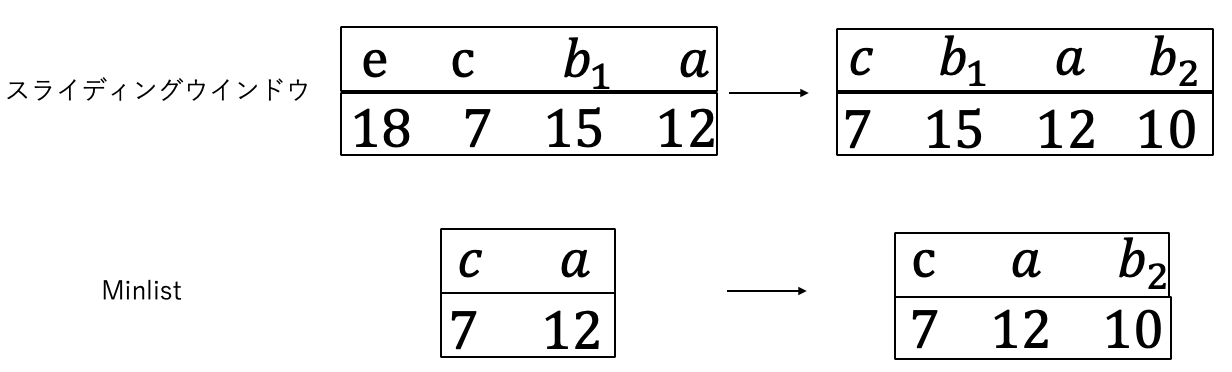 e c b₁ a c b₁ a b₂
スライディングウインドウ
18 7 15 12 7 15 12 10
c a c a b₂
Minlist
7 12 7 12 10